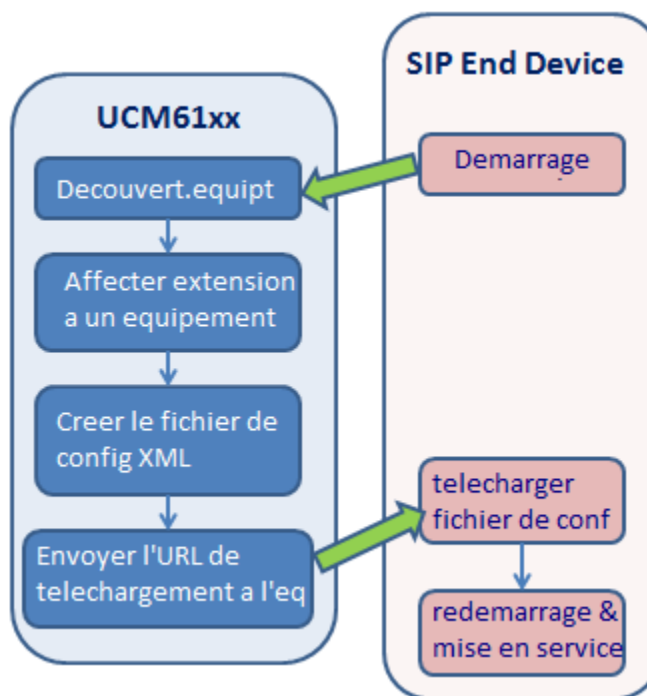 UCM61xx
Decouvert.equipt
Affecter extension
a un equipement
Creer le fichier de
config XML
Envoyer l'URL de
telechargement a l'eq
SIP End Device
Demarrage
telecharger
fichier de conf
redemarrage &
mise en service